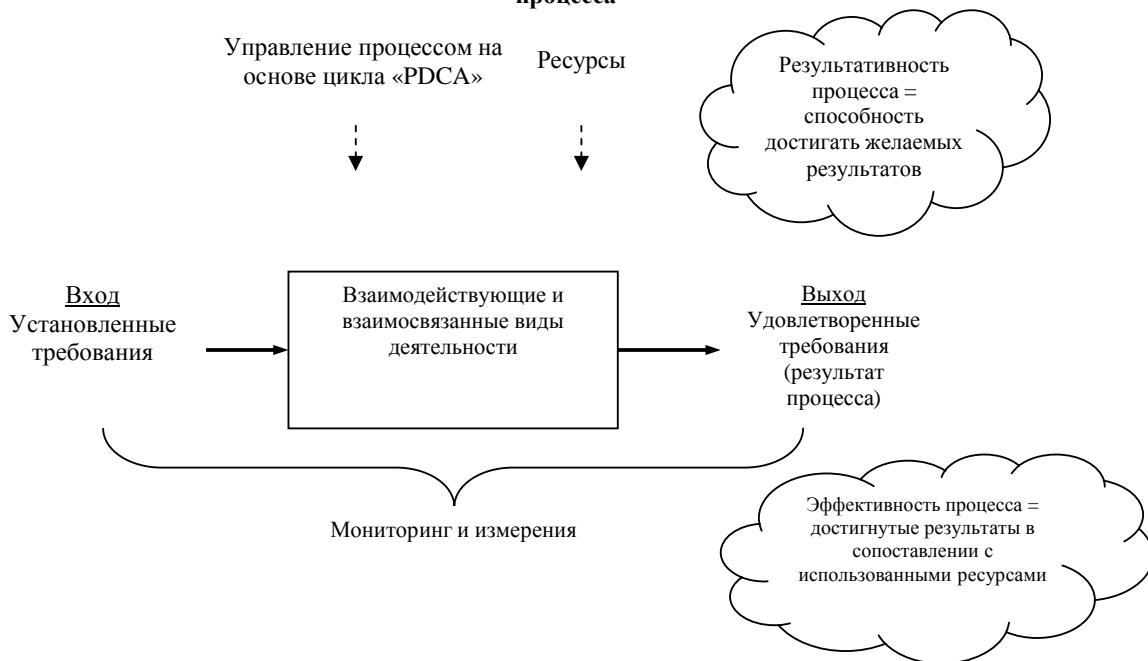 процесса
Управление процессом на
основе цикла «PDCA»
Ресурсы
Результативность
процесса =
способность
достигать желаемых
результатов
Вход
Установленные
требования
Взаимодействующие и
взаимосвязанные виды
деятельности
Выход
Удовлетворенные
требования
(результат
процесса)
Мониторинг и измерения
Эффективность процесса =
достигнутые результаты в
сопоставлении с
использованными ресурсами